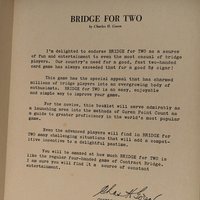 BRIDGE FOR TWO
by Charles H. Goren
I'm delighted to endorse BRIDGE for TWO as a source
of fun and entertainment to even the most casual of bridge
players. Our country's need for a good, fast two-handed
card game has always exceeded that for a good 5¢ cigar!
This game has the special appeal that has charmed
millions of bridge players into an evergrowing body of
enthusiasts. BRIDGE for TWO is an easy, enjoyable
and simple way to improve your game.
For the novice, this booklet will serve admirably as
a launching area into the methods of Goren Point Count
a guide to greater proficiency in the world's most popular
card game.
Even the advanced players will find in BRIDGE for
TWO many challenging situations that will add a compet-
itive incentive to a delightful pastime.
You will be amazed at how much BRIDGE for TWO is like
the regular four-handed game of Contract Bridge.
I am sure you will find it a source of constant
entertainment.
Charles H. Goren